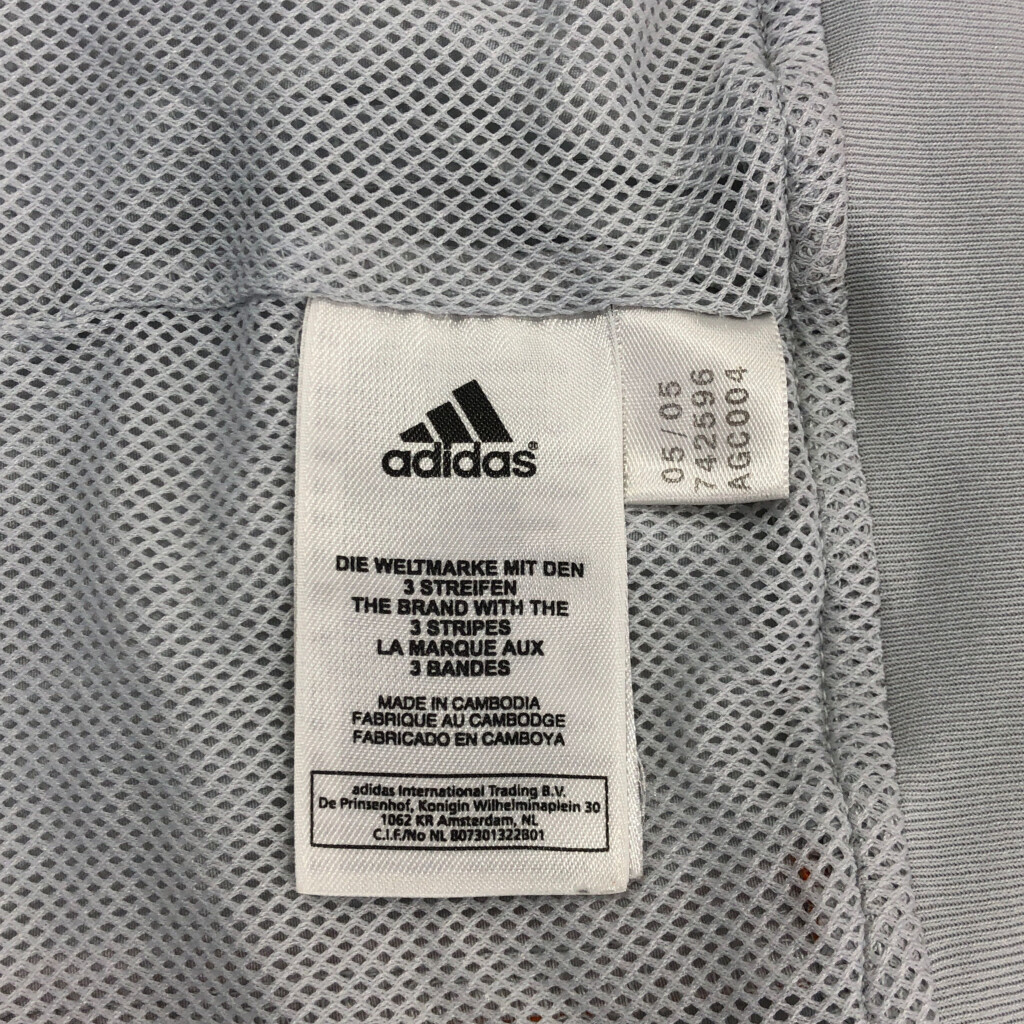 adidas®
DIE WELTMARKE MIT DEN
3 STREIFEN
THE BRAND WITH THE
3 STRIPES
LA MARQUE AUX
3 BANDES
MADE IN CAMBODIA
FABRIQUE AU CAMBODGE
FABRICADO EN CAMBOYA
adidas International Trading B.V.
De Prinsenhof, Konigin Wilhelminaplein 30
1062 KR Amsterdam, NL
C.I.F./No NL 807301322B01
05/05
742596
AGC004